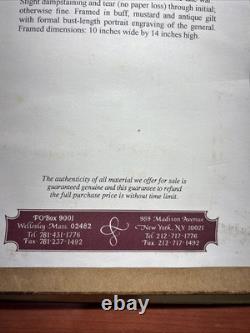 Slight dampstaining and tear (no paper loss) through initial;
otherwise fine. Framed in buff, mustard and antique gilt
with formal bust-length portrait engraving of the general.
Framed dimensions: 10 inches wide by 14 inches high.
The authenticity of all material we offer for sale is
guaranteed genuine and this is guarantee to refund
the full purchase price is without time limit.
PO Box 9001
Wellesley Mass 02482
Tel 781-431-1776
Fax 781-237-1492
989 Madison Avenue
New York, N.Y 10021
Tel 212-717-1776
Fax 212-717-1492